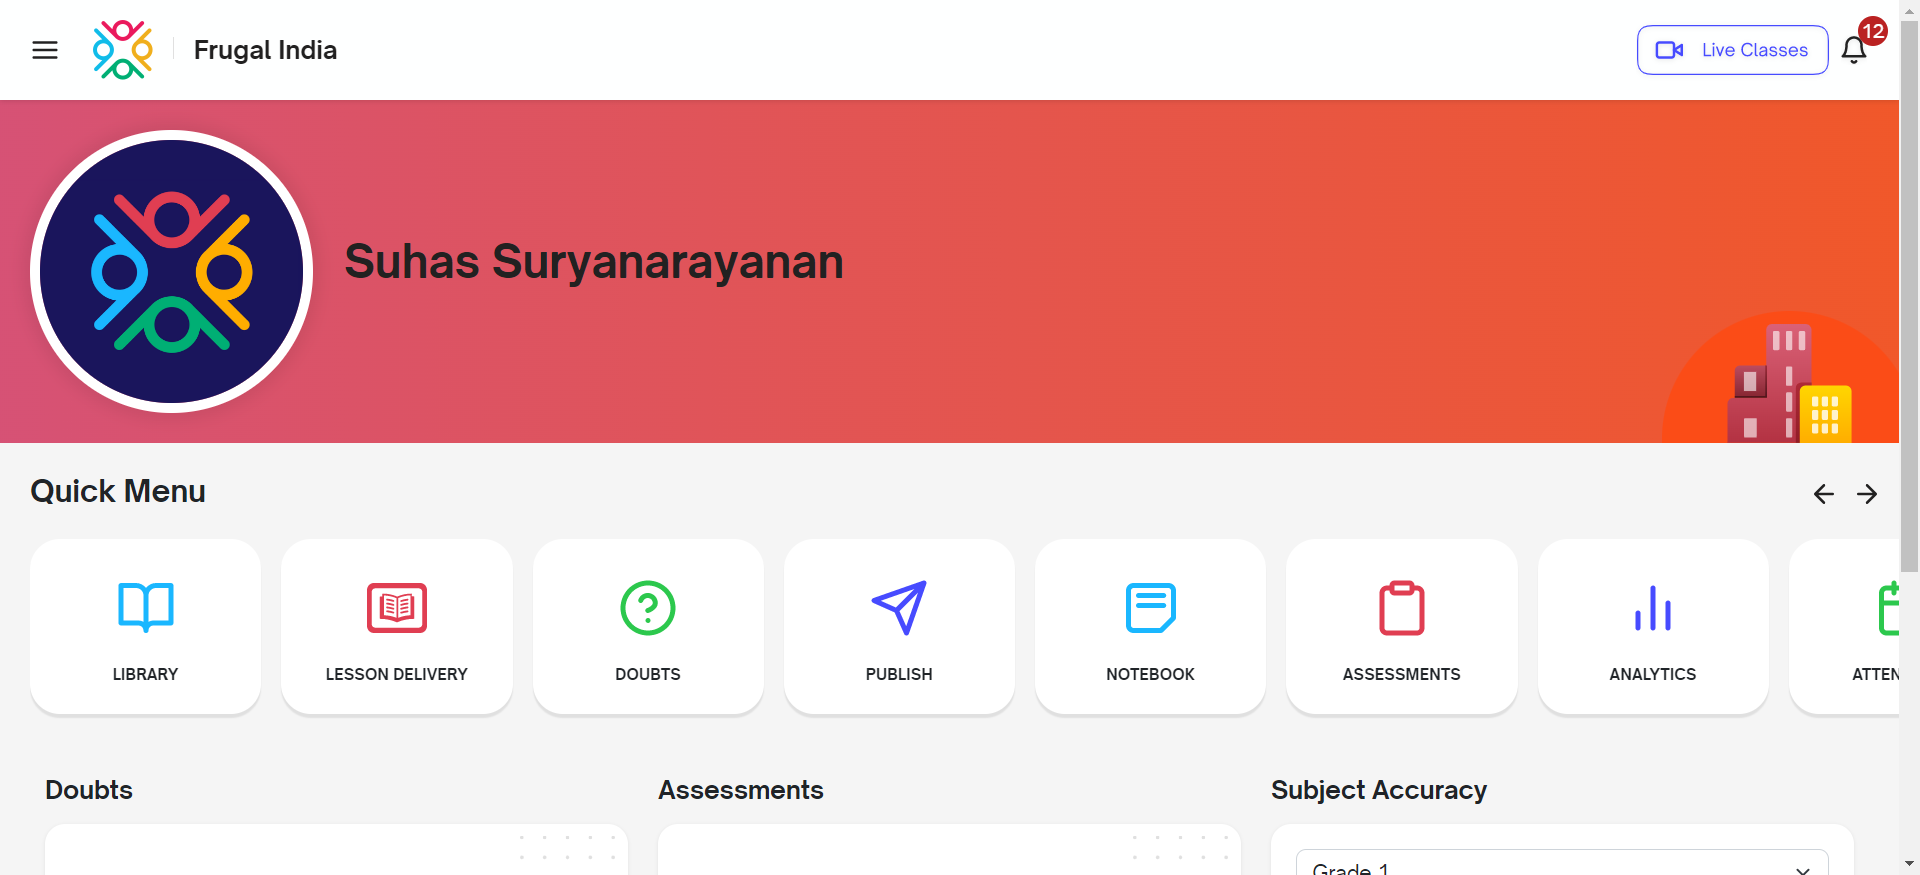 Frugal India
Live Classes
12
Suhas Suryanarayanan
Quick Menu
LIBRARY
LESSON DELIVERY
DOUBTS
PUBLISH
NOTEBOOK
ASSESSMENTS
ANALYTICS
ATTEN
Doubts
Assessments
Subject Accuracy
Grade 1